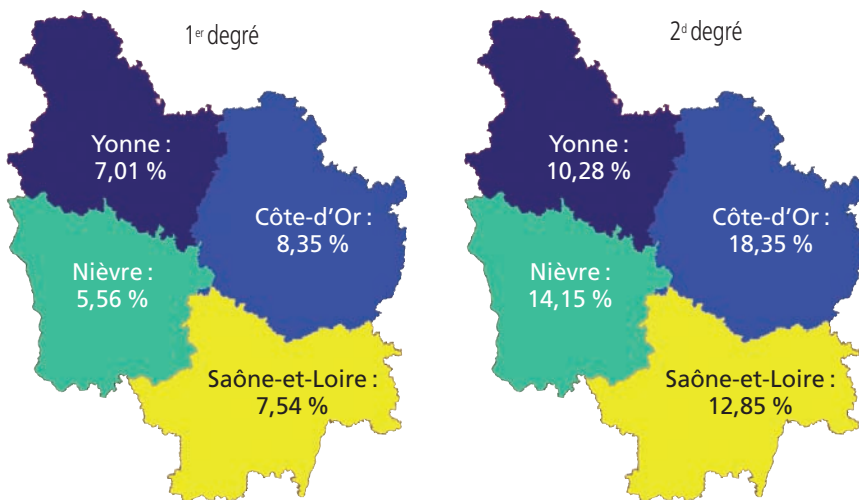 1er degré
Yonne :
7,01 %
Côte-d'Or :
8,35 %
Nièvre :
5,56 %
Saône-et-Loire :
7,54 %
2d degré
Yonne :
10,28 %
Côte-d'Or :
18,35 %
Nièvre :
14,15 %
Saône-et-Loire :
12,85 %